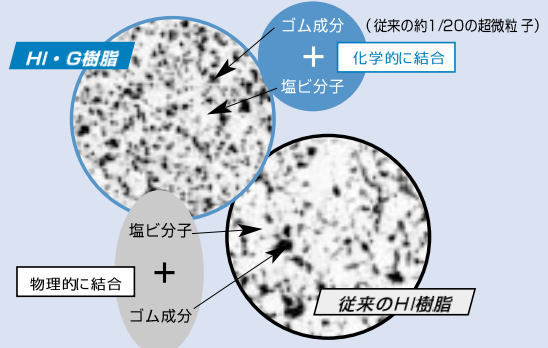 ゴム成分 (従来の約1/20の超微粒子)
+
化学的に結合
塩ビ分子
HI・G樹脂
塩ビ分子
+
物理的に結合
ゴム成分
従来のHI樹脂